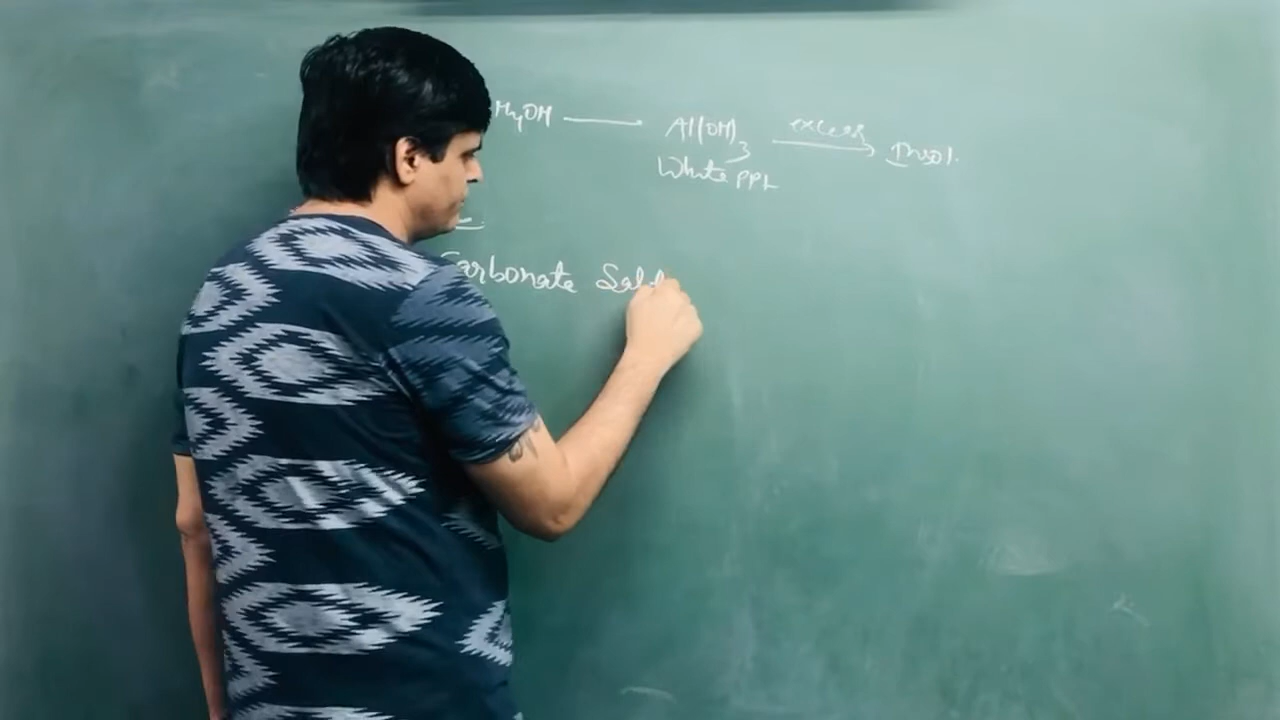 H₄OH ⟶ Al(OH)₃ excess ⟶ Insol.
White ppt
Carbonate Salt